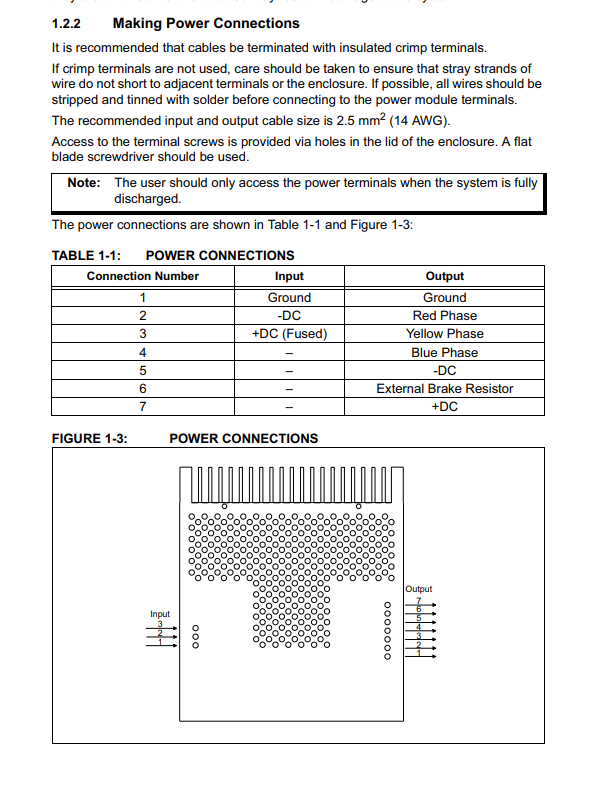 1.2.2 Making Power Connections
It is recommended that cables be terminated with insulated crimp terminals.
If crimp terminals are not used, care should be taken to ensure that stray strands of
wire do not short to adjacent terminals or the enclosure. If possible, all wires should be
stripped and tinned with solder before connecting to the power module terminals.
The recommended input and output cable size is 2.5 mm² (14 AWG).
Access to the terminal screws is provided via holes in the lid of the enclosure. A flat
blade screwdriver should be used.
Note: The user should only access the power terminals when the system is fully
discharged.
The power connections are shown in Table 1-1 and Figure 1-3:
TABLE 1-1: POWER CONNECTIONS
Connection Number Input Output
1 Ground Ground
2 -DC Red Phase
3 +DC (Fused) Yellow Phase
4 – Blue Phase
5 – -DC
6 – External Brake Resistor
7 – +DC
FIGURE 1-3: POWER CONNECTIONS
Input
3
2
1
Output
7
6
5
4
3
2
1